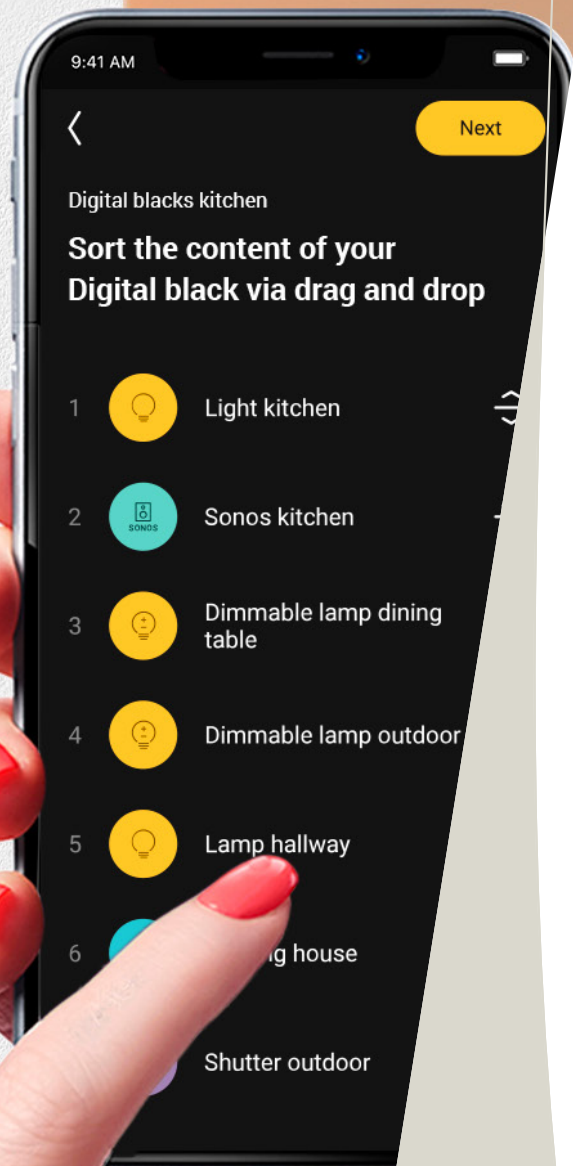 9:41 AM
Next
Digital blacks kitchen
Sort the content of your
Digital black via drag and drop
1
Light kitchen
2
SONOS
Sonos kitchen
3
Dimmable lamp dining
table
4
Dimmable lamp outdoor
5
Lamp hallway
6
house
Shutter outdoor